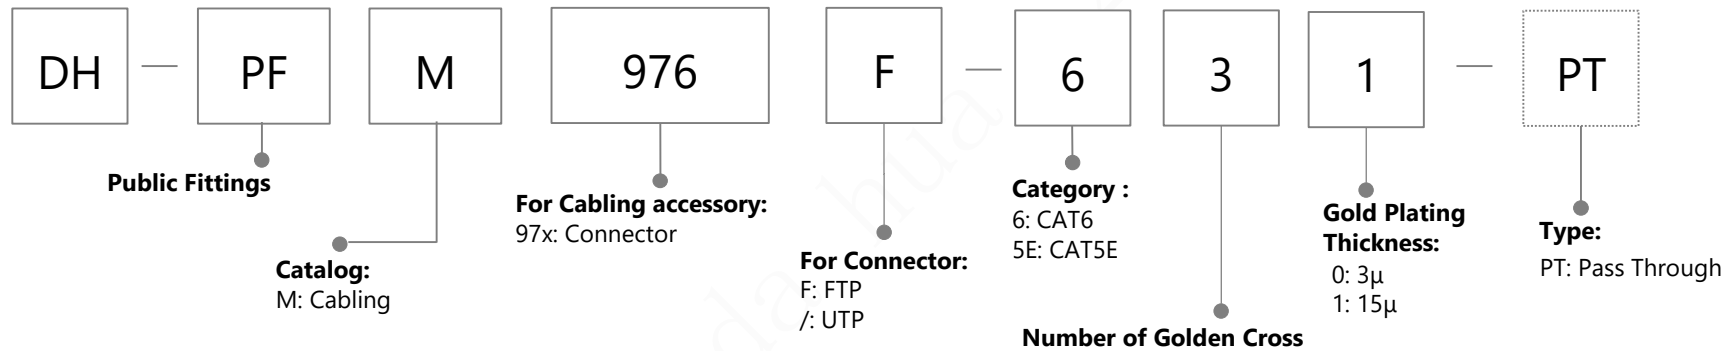 DH — PF M 976 F — 6 3 1 — PT
Public Fittings
Catalog:
M: Cabling
For Cabling accessory:
97x: Connector
For Connector:
F: FTP
/: UTP
Category :
6: CAT6
5E: CAT5E
Number of Golden Cross
Gold Plating
Thickness:
0: 3µ
1: 15µ
Type:
PT: Pass Through